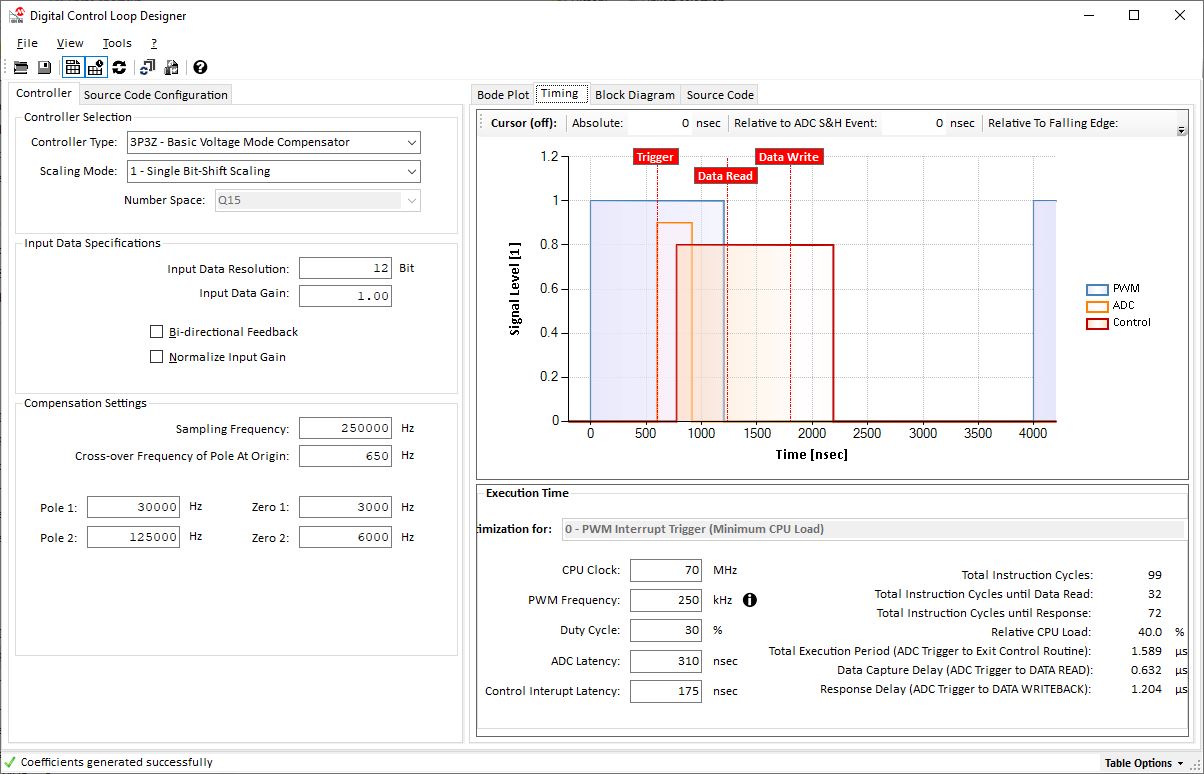 Digital Control Loop Designer
File View Tools ?
Controller Source Code Configuration
Controller Selection
Controller Type: 3P3Z - Basic Voltage Mode Compensator
Scaling Mode: 1 - Single Bit-Shift Scaling
Number Space: Q15
Input Data Specifications
Input Data Resolution: 12 Bit
Input Data Gain: 1.00
Bi-directional Feedback
Normalize Input Gain
Compensation Settings
Sampling Frequency: 250000 Hz
Cross-over Frequency of Pole At Origin: 650 Hz
Pole 1: 30000 Hz Zero 1: 3000 Hz
Pole 2: 125000 Hz Zero 2: 6000 Hz
Bode Plot Timing Block Diagram Source Code
Cursor (off): Absolute: 0 nsec Relative to ADC S&H Event: 0 nsec Relative To Falling Edge:
Trigger Data Write
Data Read
1.2
1
0.8
0.6
0.4
0.2
0
Signal Level [1]
0 500 1000 1500 2000 2500 3000 3500 4000
Time [nsec]
PWM
ADC
Control
Execution Time
timization for: 0 - PWM Interrupt Trigger (Minimum CPU Load)
CPU Clock: 70 MHz
PWM Frequency: 250 kHz
Duty Cycle: 30 %
ADC Latency: 310 nsec
Control Interupt Latency: 175 nsec
Total Instruction Cycles: 99
Total Instruction Cycles until Data Read: 32
Total Instruction Cycles until Response: 72
Relative CPU Load: 40.0 %
Total Execution Period (ADC Trigger to Exit Control Routine): 1.589 µs
Data Capture Delay (ADC Trigger to DATA READ): 0.632 µs
Response Delay (ADC Trigger to DATA WRITEBACK): 1.204 µs
Coefficients generated successfully
Table Options